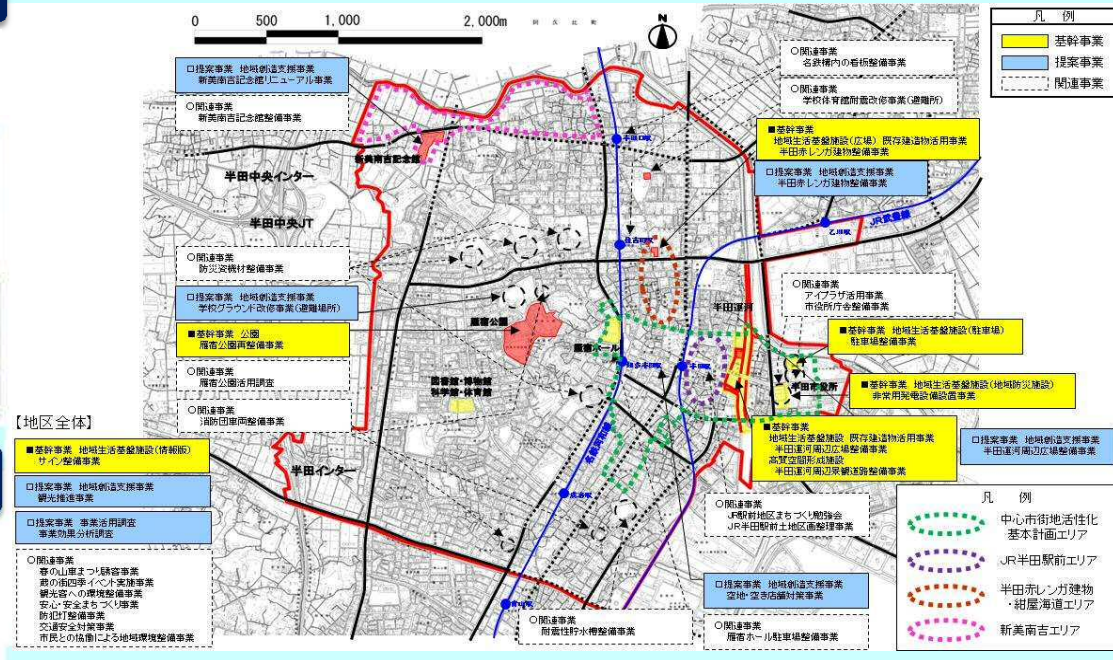 0 500 1,000 2,000m
N
凡 例
基幹事業
提案事業
関連事業
□提案事業 地域創造支援事業
新美南吉記念館リニューアル事業
○関連事業
新美南吉記念館整備事業
○関連事業
名鉄構内の看板整備事業
○関連事業
学校体育館耐震改修事業(避難所)
■基幹事業
地域生活基盤施設(広場) 既存建造物活用事業
半田赤レンガ建物整備事業
□提案事業 地域創造支援事業
半田赤レンガ建物整備事業
新美南吉記念館
半田中央インター
半田中央JT
半田口駅
住吉町駅
JR武豊線
乙川駅
○関連事業
防災資機材整備事業
□提案事業 地域創造支援事業
学校グラウンド改修事業(避難場所)
■基幹事業 公園
雁宿公園再整備事業
○関連事業
雁宿公園活用調査
○関連事業
消防団車両整備事業
雁宿公園
雁宿ホール
半田運河
知多半田駅
半田駅
図書館・博物館
科学館・体育館
半田市役所
○関連事業
アイプラザ活用事業
市役所庁舎整備事業
■基幹事業 地域生活基盤施設(駐車場)
駐車場整備事業
■基幹事業 地域生活基盤施設(地域防災施設)
非常用発電設備設置事業
■基幹事業
地域生活基盤施設 既存建造物活用事業
半田運河周辺広場整備事業
高質空間形成施設
半田運河周辺景観道路整備事業
□提案事業 地域創造支援事業
半田運河周辺広場整備事業
【地区全体】
■基幹事業 地域生活基盤施設(情報版)
サイン整備事業
□提案事業 地域創造支援事業
観光推進事業
□提案事業 事業活用調査
事業効果分析調査
○関連事業
春の山車まつり誘客事業
蔵の街四季イベント実施事業
観光客への環境整備事業
安心・安全まちづくり事業
防犯灯整備事業
交通安全対策事業
市民との協働による地域環境整備事業
半田インター
名鉄河和線
成岩駅
青山駅
○関連事業
JR駅前地区まちづくり勉強会
JR半田駅前土地区画整理事業
□提案事業 地域創造支援事業
空地・空き店舗対策事業
○関連事業
耐震性貯水槽整備事業
○関連事業
雁宿ホール駐車場整備事業
凡 例
中心市街地活性化
基本計画エリア
JR半田駅前エリア
半田赤レンガ建物
・紺屋海道エリア
新美南吉エリア